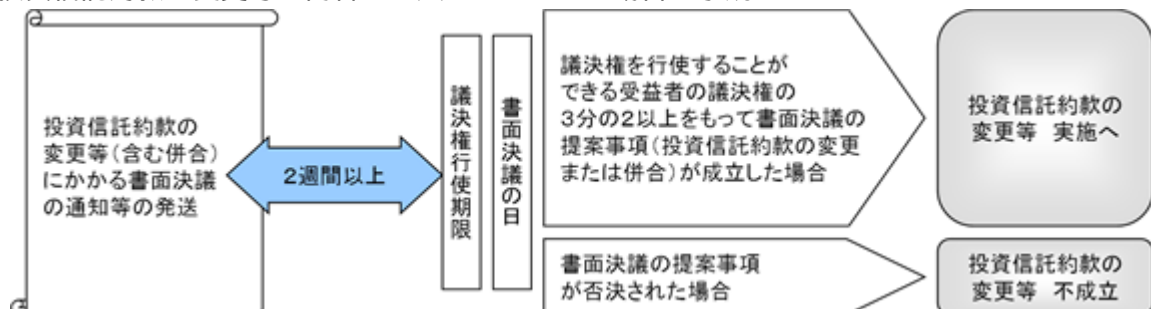 投資信託約款の
変更等(含む併合)
にかかる書面決議
の通知等の発送
2週間以上
議決権行使期限
書面決議の日
議決権を行使することが
できる受益者の議決権の
3分の2以上をもって書面決議の
提案事項(投資信託約款の変更
または併合)が成立した場合
投資信託約款の
変更等 実施へ
書面決議の提案事項
が否決された場合
投資信託約款の
変更等 不成立